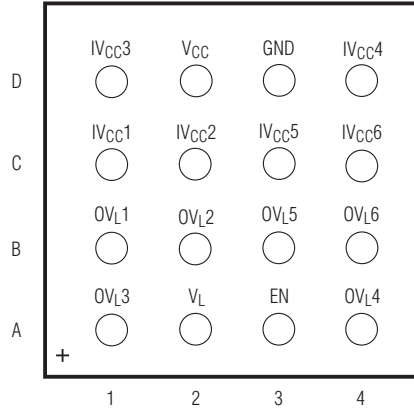 IVCC3 VCC GND IVCC4
D
IVCC1 IVCC2 IVCC5 IVCC6
C
OVL1 OVL2 OVL5 OVL6
B
OVL3 VL EN OVL4
A
+
1 2 3 4